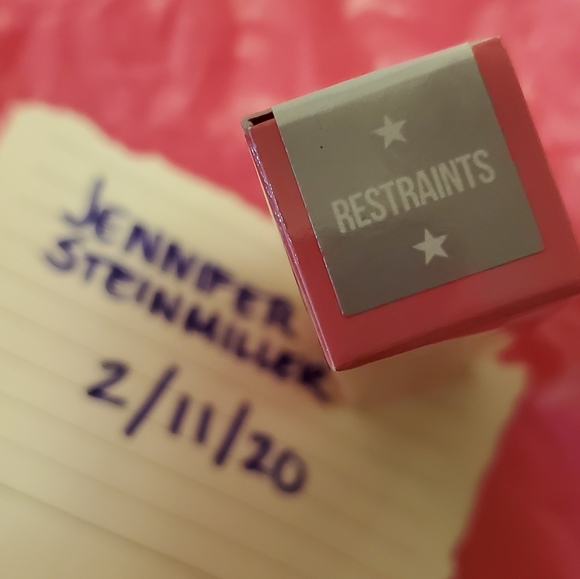 RESTRAINTS
JENNIFER
STEINMILLER
2/11/20